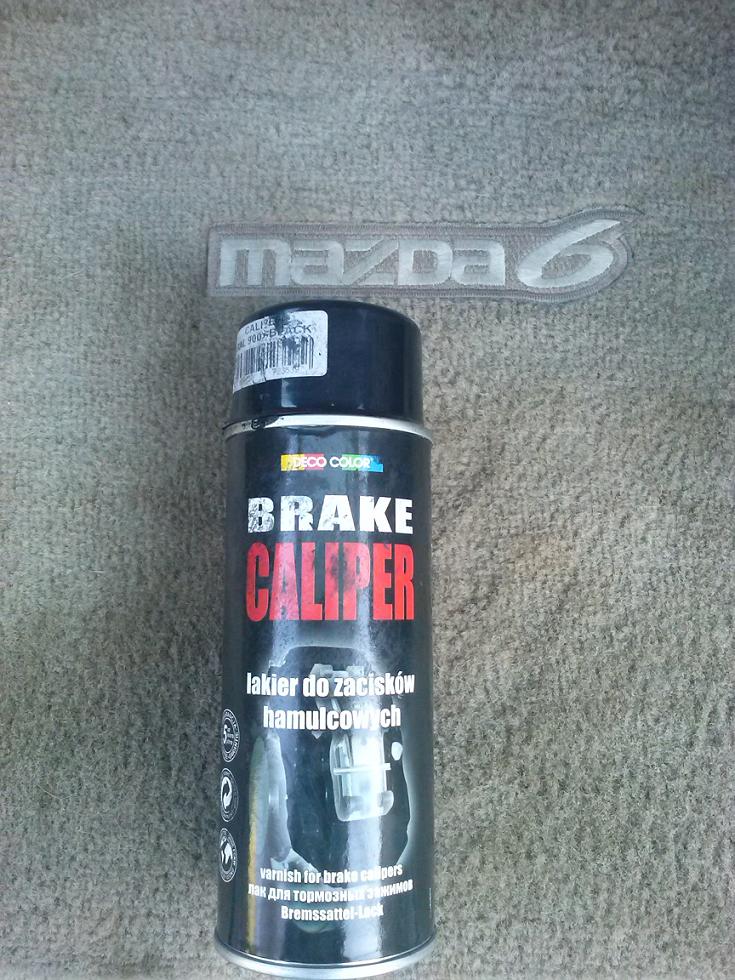 mazda6
BLACK
DECO COLOR
BRAKE
CALIPER
lakier do zacisków
hamulcowych
varnish for brake calipers
лак для тормозных зажимов
Bremssattel-Lack